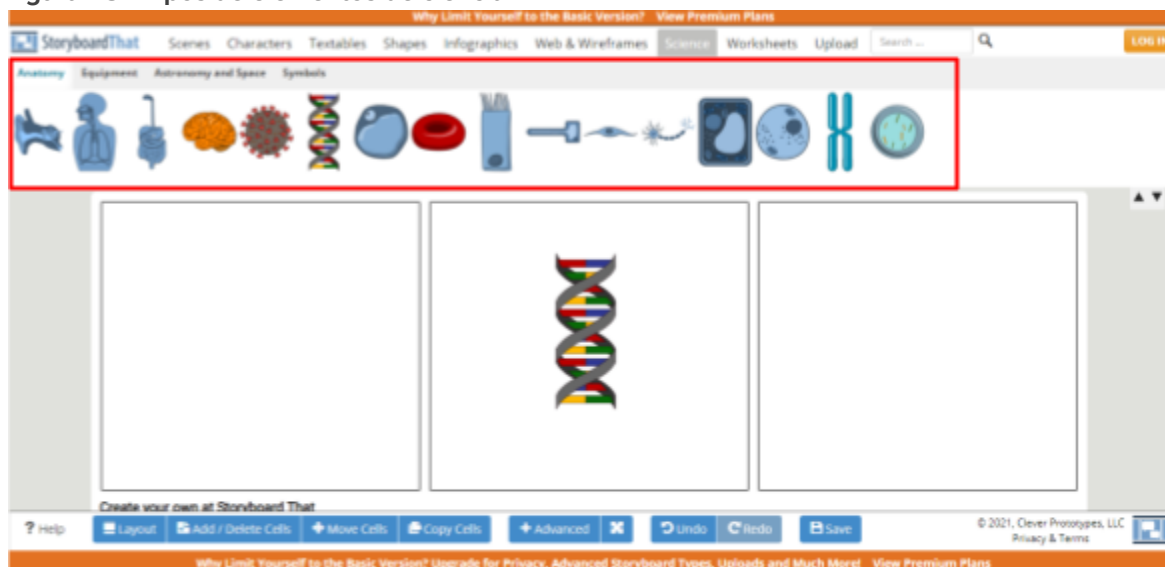 Why Limit Yourself to the Basic Version? View Premium Plans
StoryboardThat Scenes Characters Textables Shapes Infographics Web & Wireframes Science Worksheets Upload Search ... LOG IN
Anatomy Equipment Astronomy and Space Symbols
Create your own at Storyboard That
? Help Layout Add / Delete Cells Move Cells Copy Cells + Advanced Undo Redo Save © 2021, Clever Prototypes, LLC
Privacy & Terms
Why Limit Yourself to the Basic Version? Upgrade for Privacy, Advanced Storyboard Types, Uploads and Much More! View Premium Plans